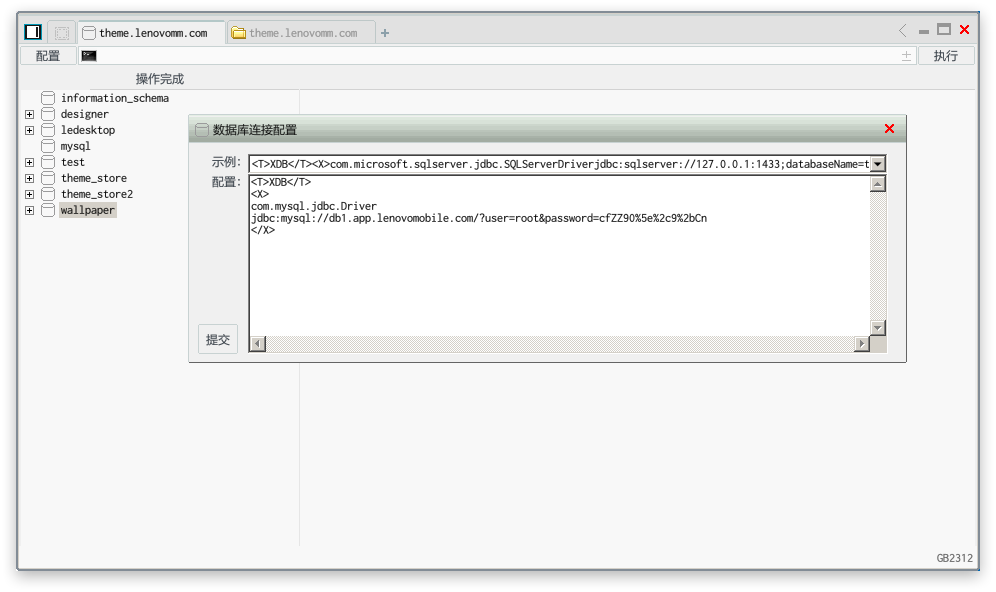 theme.lenovomm.com
theme.lenovomm.com
配置
执行
操作完成
information_schema
designer
ledesktop
mysql
test
theme_store
theme_store2
wallpaper
数据库连接配置
示例：
<T>XDB</T><X>com.microsoft.sqlserver.jdbc.SQLServerDriverjdbc:sqlserver://127.0.0.1:1433;databaseName=t
配置：
<T>XDB</T>
<X>
com.mysql.jdbc.Driver
jdbc:mysql://db1.app.lenovomobile.com/?user=root&password=cfZZ90%5e%2c9%2bCn
</X>
提交
GB2312